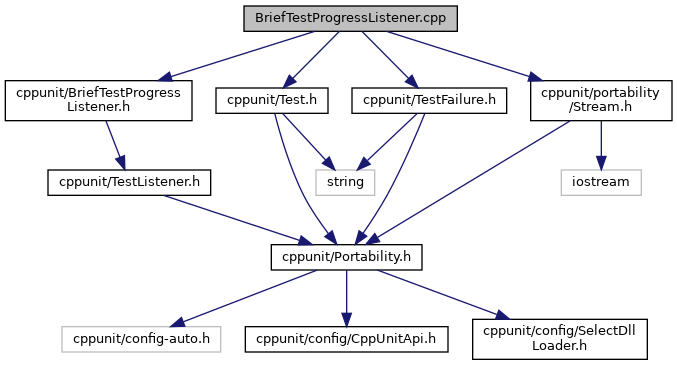 BriefTestProgressListener.cpp
cppunit/BriefTestProgress
Listener.h
cppunit/Test.h
cppunit/TestFailure.h
cppunit/portability
/Stream.h
cppunit/TestListener.h
string
iostream
cppunit/Portability.h
cppunit/config-auto.h
cppunit/config/CppUnitApi.h
cppunit/config/SelectDll
Loader.h